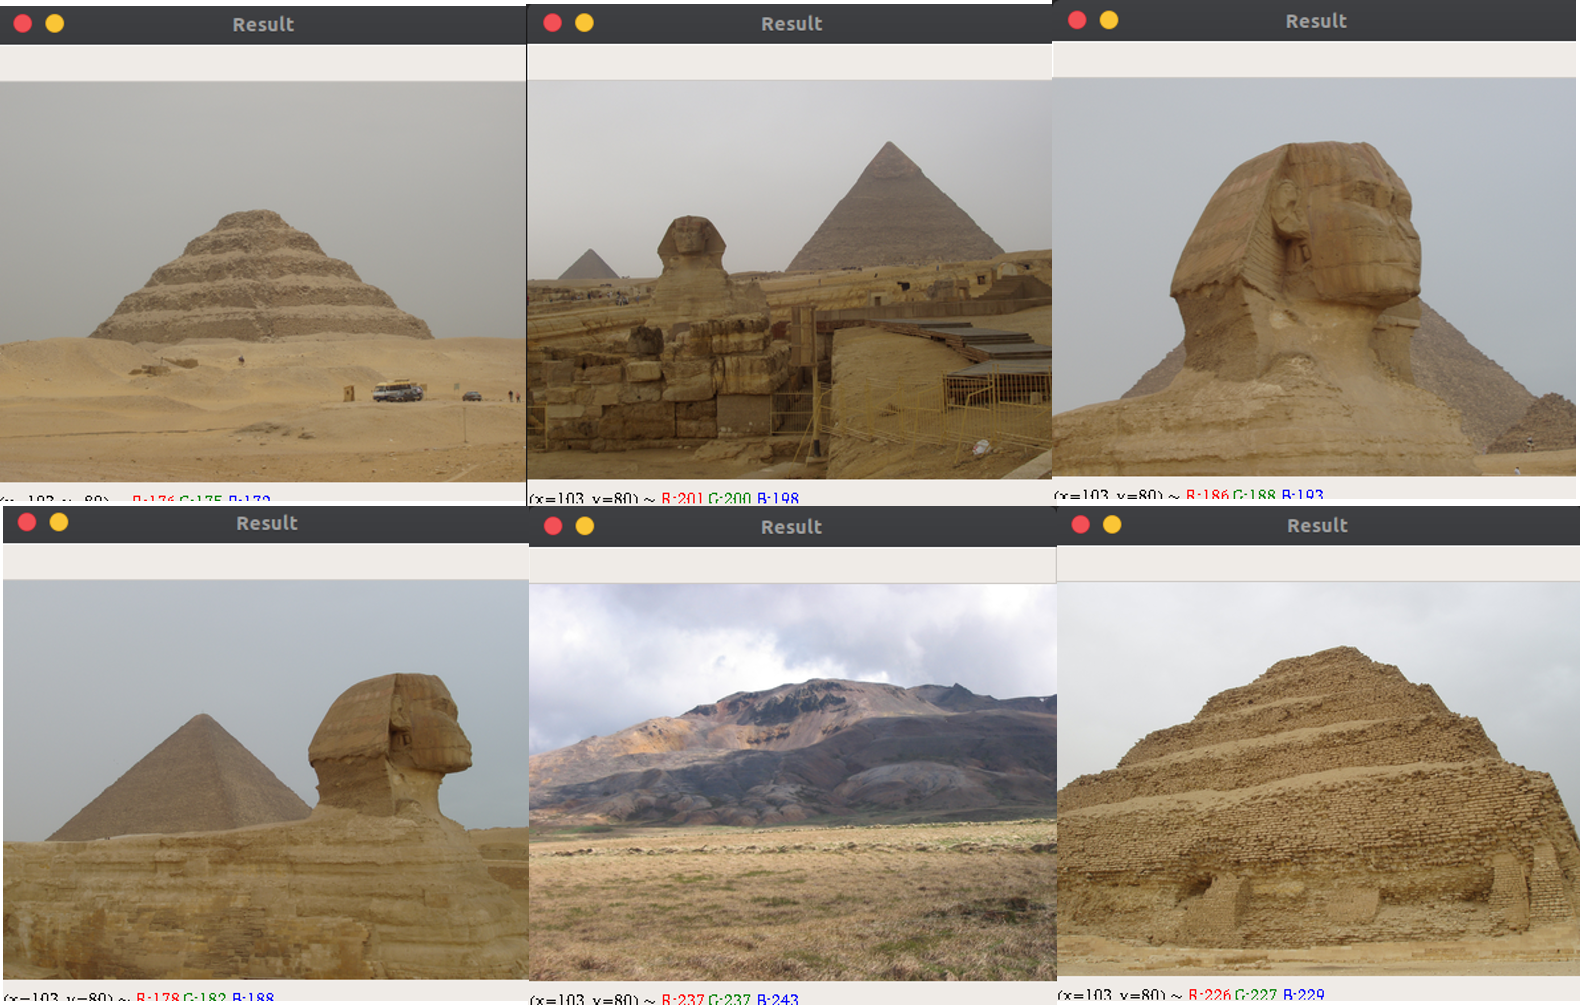 Result
Result
Result
(x=103, y=80) ~ R:176 G:175 B:172
(x=103, y=80) ~ R:201 G:200 B:198
(x=103, y=80) ~ R:186 G:188 B:193
Result
Result
Result
(x=103, y=80) ~ R:178 G:182 B:188
(x=103, y=80) ~ R:237 G:237 B:243
(x=103, y=80) ~ R:226 G:227 B:229